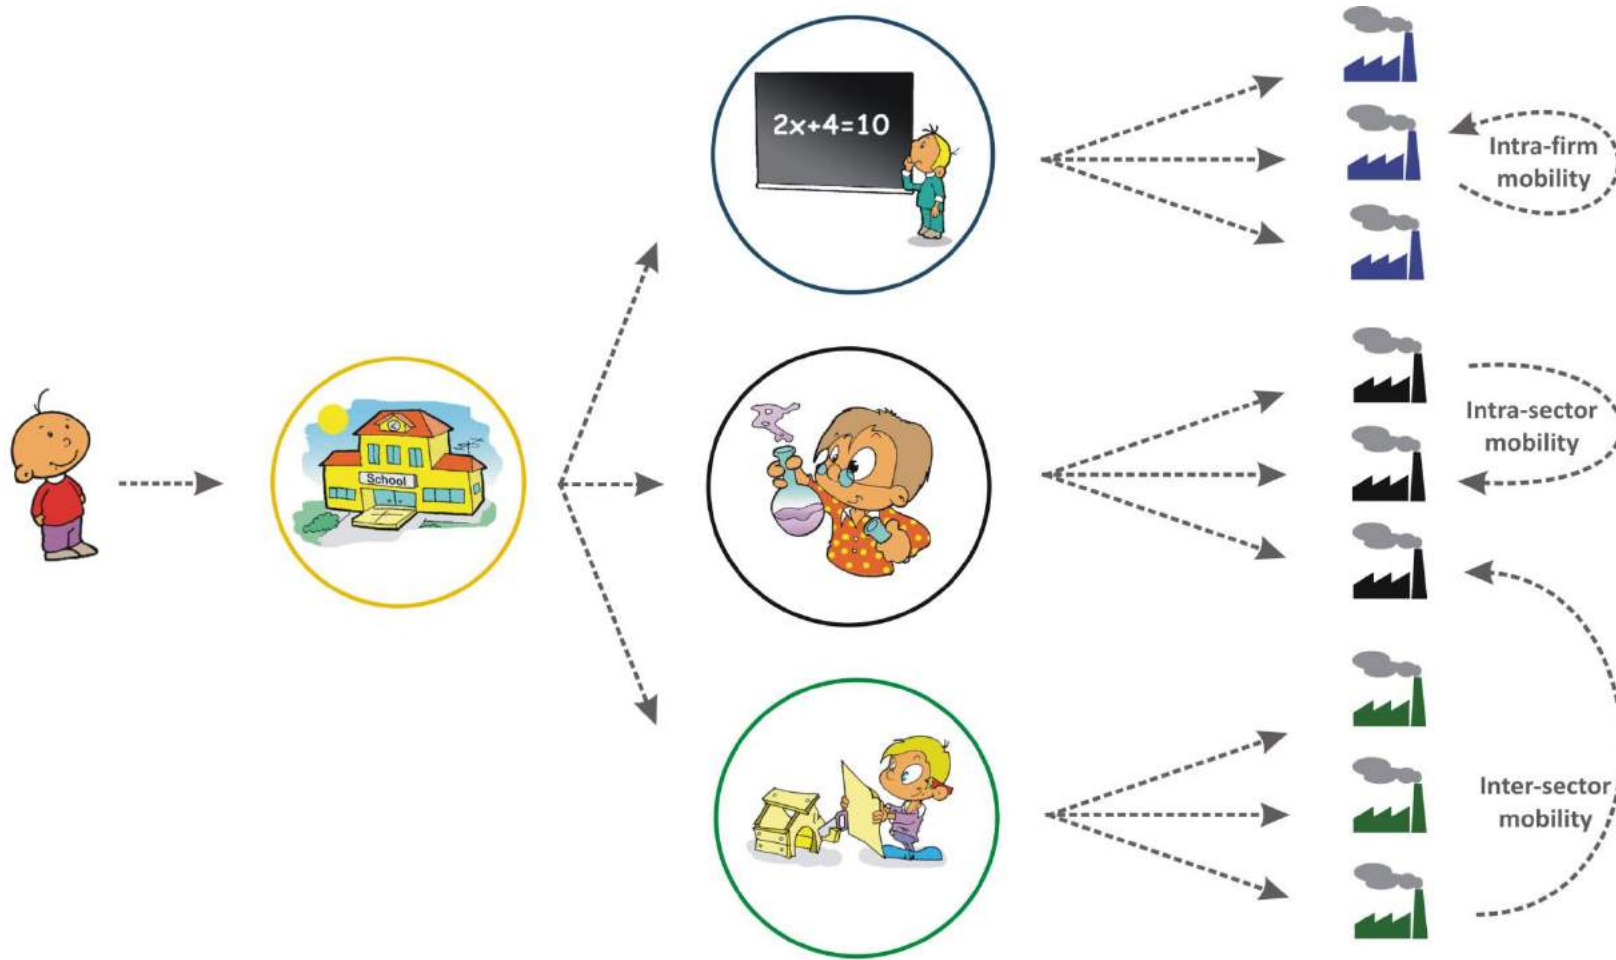 2x+4=10
Intra-firm
mobility
School
Intra-sector
mobility
Inter-sector
mobility